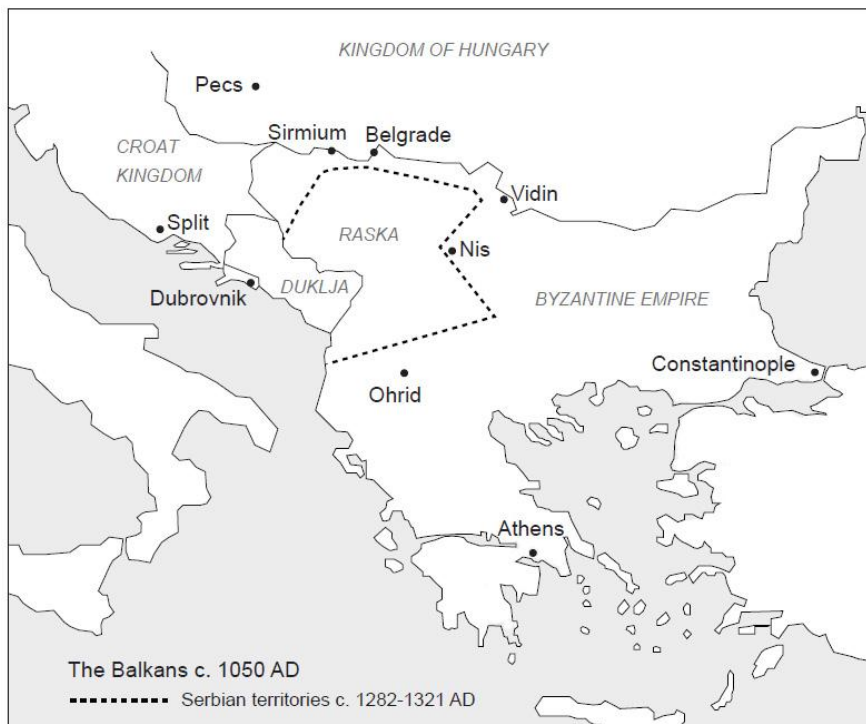 KINGDOM OF HUNGARY
Pecs
Sirmium
Belgrade
CROAT
KINGDOM
Vidin
Split
RASKA
Nis
DUKLJA
Dubrovnik
BYZANTINE EMPIRE
Constantinople
Ohrid
Athens
The Balkans c. 1050 AD
Serbian territories c. 1282-1321 AD